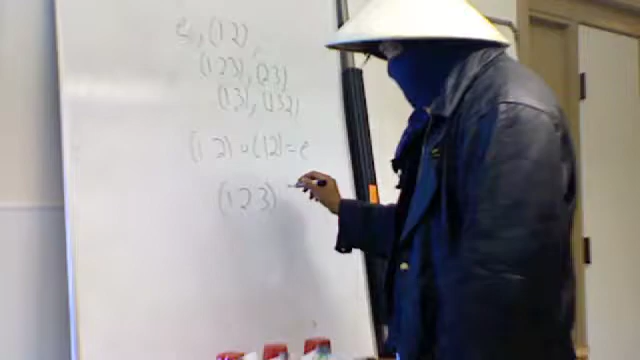 e, (12),
(123), (23)
(13), (132)
(12)∘(12)=e
(123)